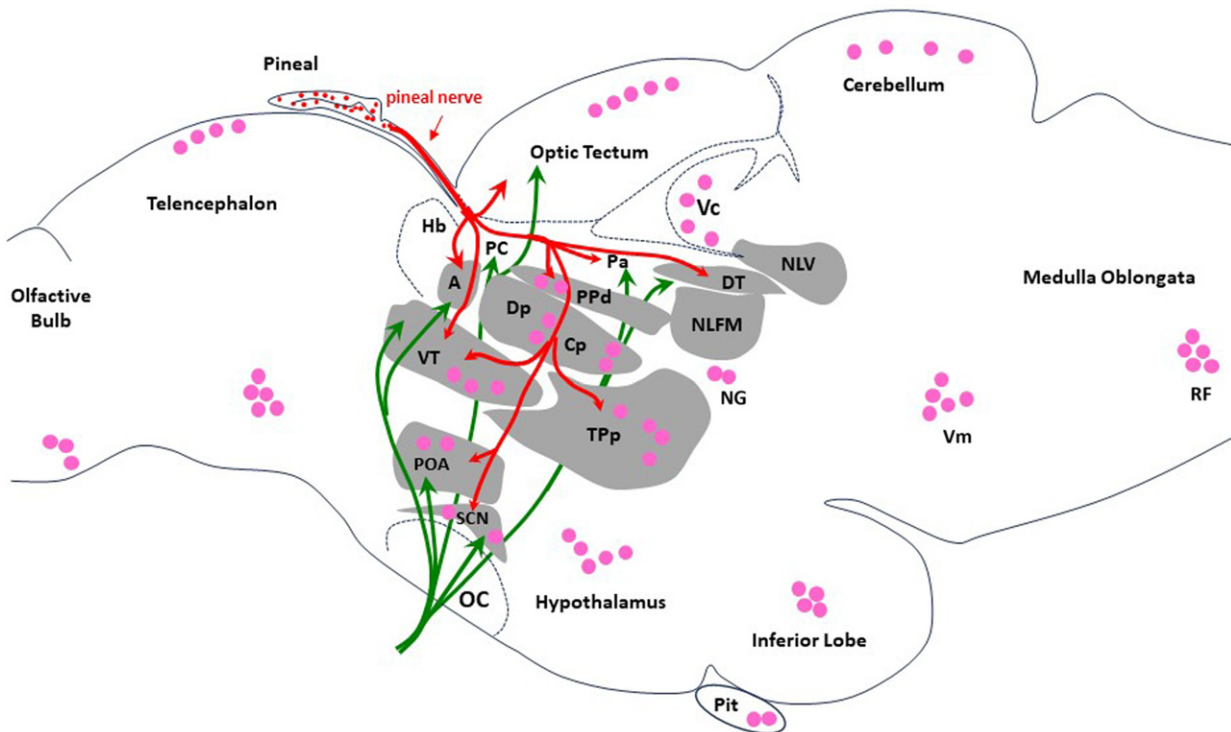 Pineal
pineal nerve
Cerebellum
Optic Tectum
Telencephalon
Vc
Hb
PC
Pa
NLV
DT
Medulla Oblongata
A
PPd
Olfactive
Bulb
Dp
NLFM
Cp
VT
NG
RF
TPp
Vm
POA
SCN
OC
Hypothalamus
Inferior Lobe
Pit